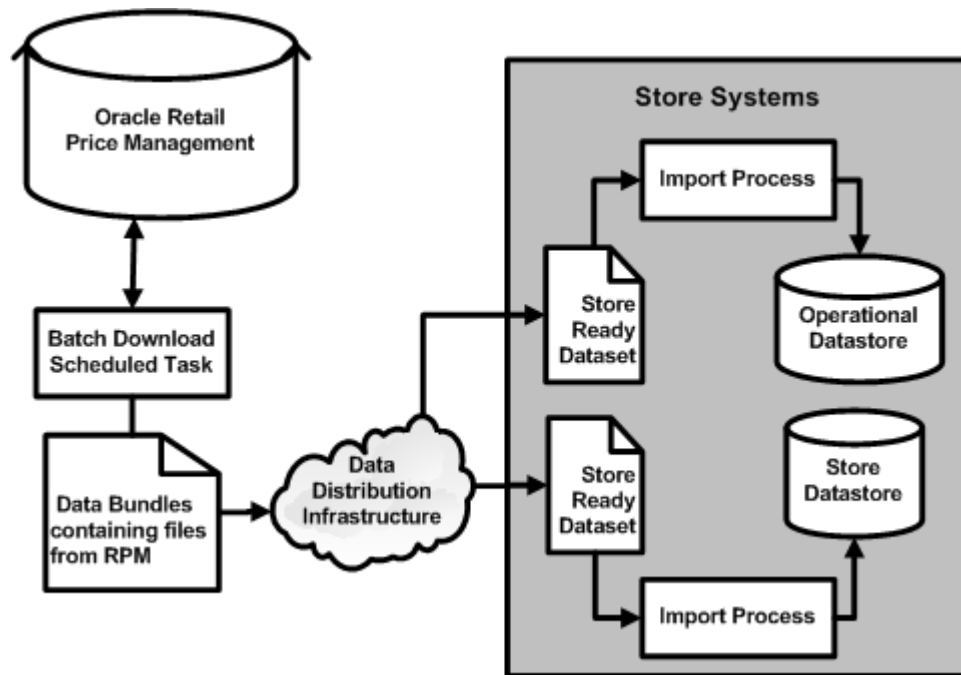 Oracle Retail
Price Management
Batch Download
Scheduled Task
Data Bundles
containing files
from RPM
Data
Distribution
Infrastructure
Store Systems
Import Process
Store
Ready
Dataset
Operational
Datastore
Store
Ready
Dataset
Store
Datastore
Import Process